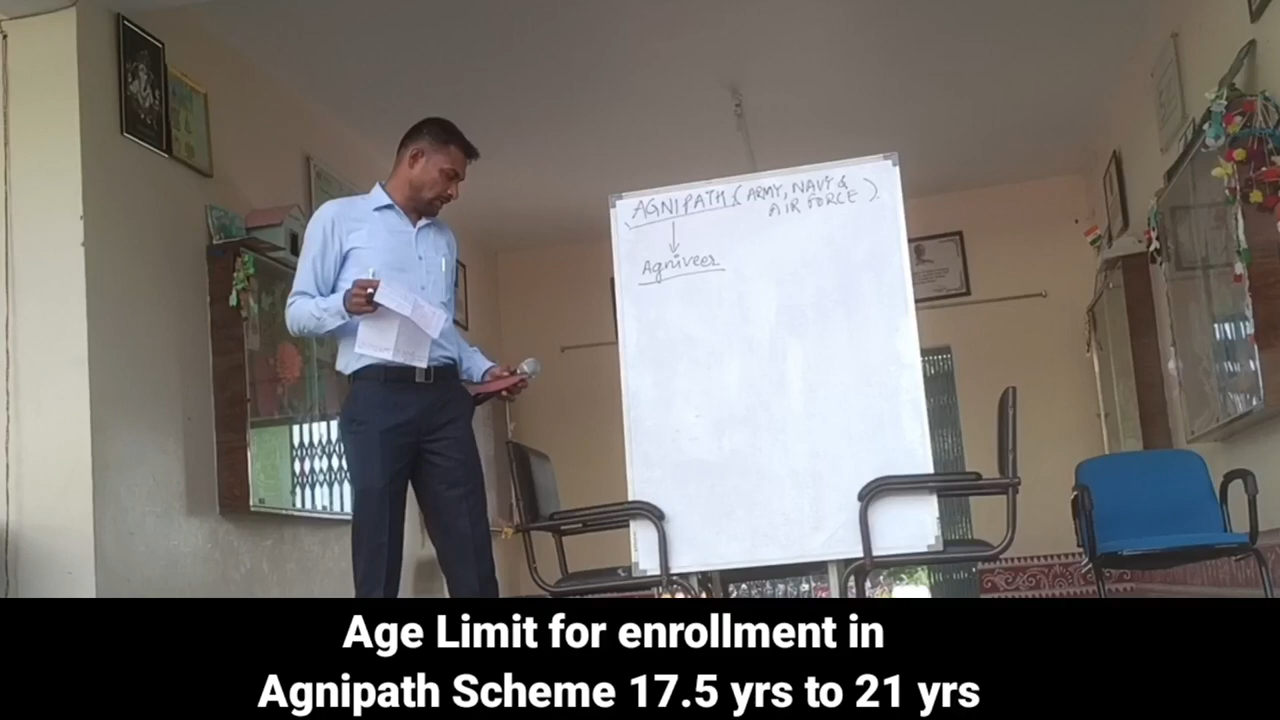 AGNIPATH (ARMY, NAVY &
AIR FORCE).
Agniveer
Age Limit for enrollment in
Agnipath Scheme 17.5 yrs to 21 yrs